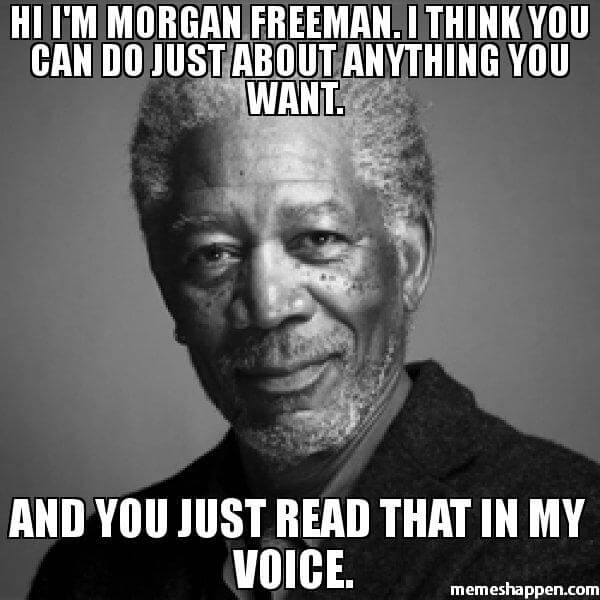 HI I'M MORGAN FREEMAN. I THINK YOU
CAN DO JUST ABOUT ANYTHING YOU
WANT.
AND YOU JUST READ THAT IN MY
VOICE.
memeshappen.com